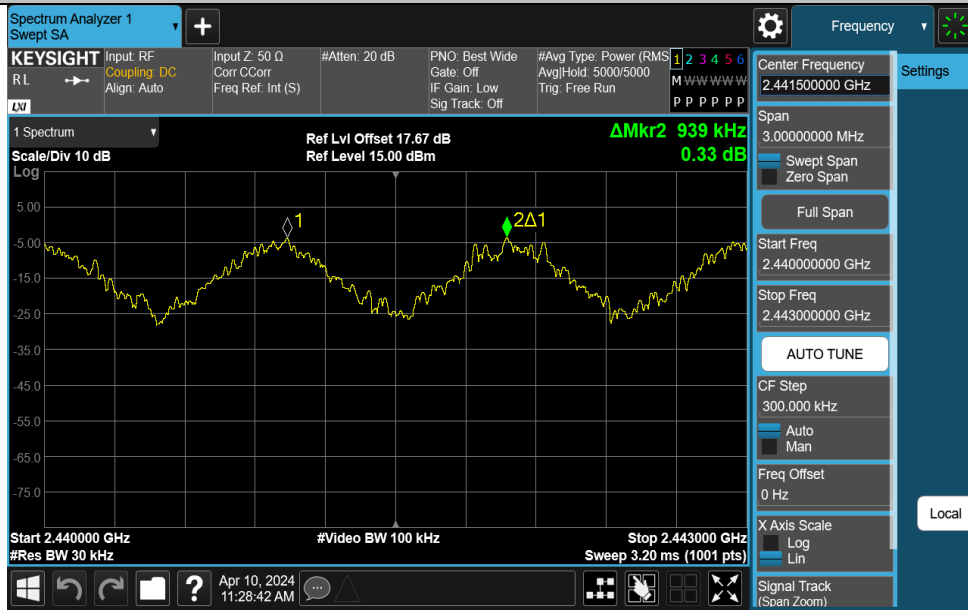 Spectrum Analyzer 1
Swept SA
+
Frequency
KEYSIGHT
RL
LXI
Input: RF
Coupling: DC
Align: Auto
Input Z: 50 Ω
Corr CCorr
Freq Ref: Int (S)
#Atten: 20 dB
PNO: Best Wide
Gate: Off
IF Gain: Low
Sig Track: Off
#Avg Type: Power (RMS
Avg|Hold: 5000/5000
Trig: Free Run
1 2 3 4 5 6
M W W W W W
P P P P P P
1 Spectrum
Scale/Div 10 dB
Log
Ref Lvl Offset 17.67 dB
Ref Level 15.00 dBm
ΔMkr2 939 kHz
0.33 dB
5.00
-5.00
-15.0
-25.0
-35.0
-45.0
-55.0
-65.0
-75.0
1
2Δ1
Start 2.440000 GHz
#Res BW 30 kHz
#Video BW 100 kHz
Stop 2.443000 GHz
Sweep 3.20 ms (1001 pts)
?
Apr 10, 2024
11:28:42 AM
Center Frequency
2.441500000 GHz
Span
3.00000000 MHz
Swept Span
Zero Span
Full Span
Start Freq
2.440000000 GHz
Stop Freq
2.443000000 GHz
AUTO TUNE
CF Step
300.000 kHz
Auto
Man
Freq Offset
0 Hz
X Axis Scale
Log
Lin
Signal Track
(Span Zoom)
Settings
Local